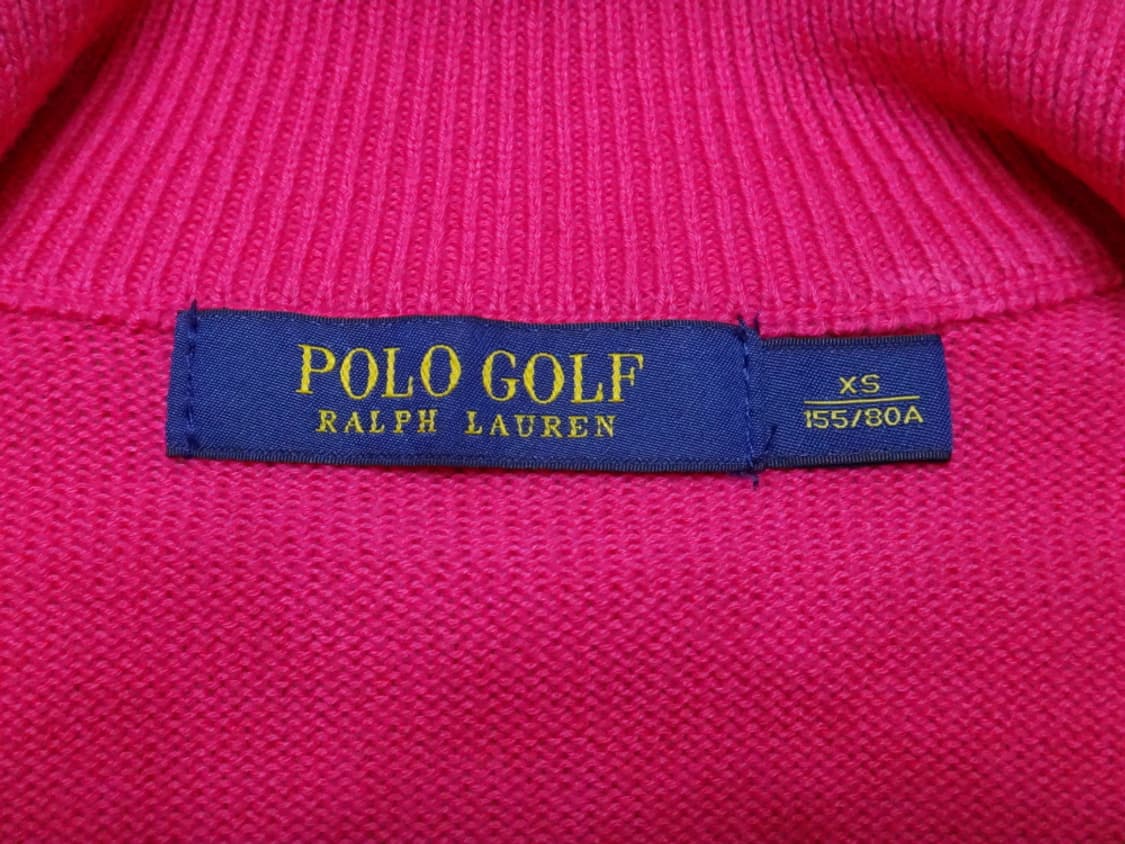 POLO GOLF
RALPH LAUREN
XS
155/80A